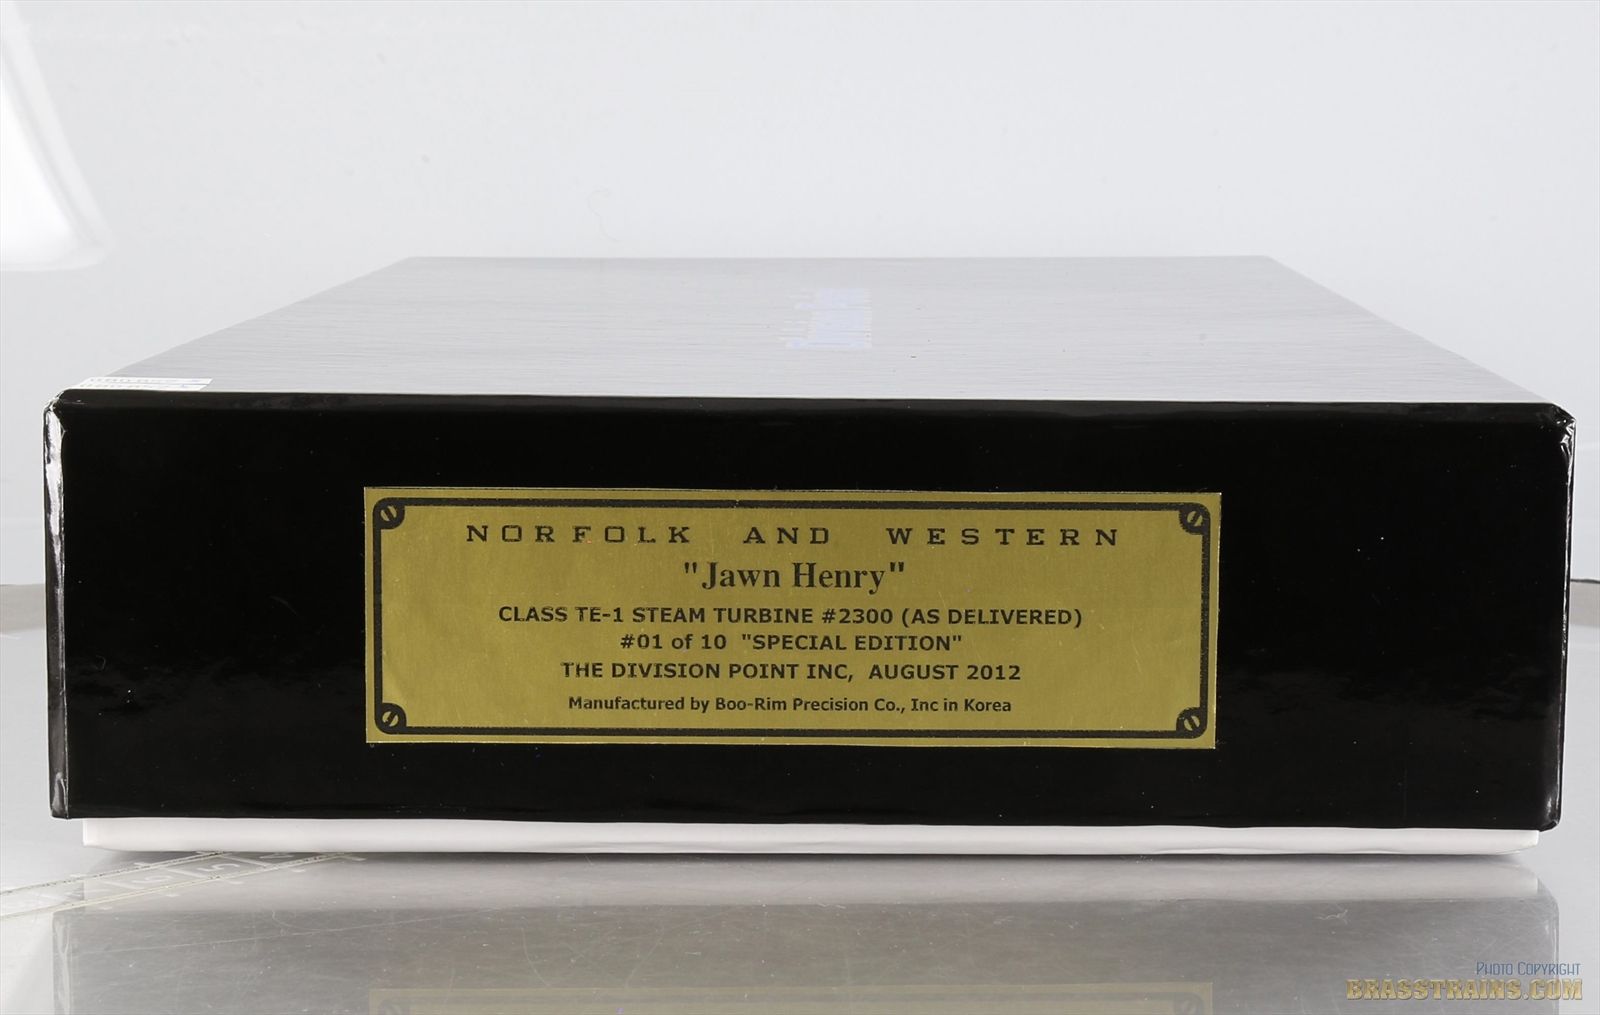 NORFOLK AND WESTERN
"Jawn Henry"
CLASS TE-1 STEAM TURBINE #2300 (AS DELIVERED)
#01 of 10 "SPECIAL EDITION"
THE DIVISION POINT INC, AUGUST 2012
Manufactured by Boo-Rim Precision Co., Inc in Korea
PHOTO COPYRIGHT
BRASSTRAINS.COM